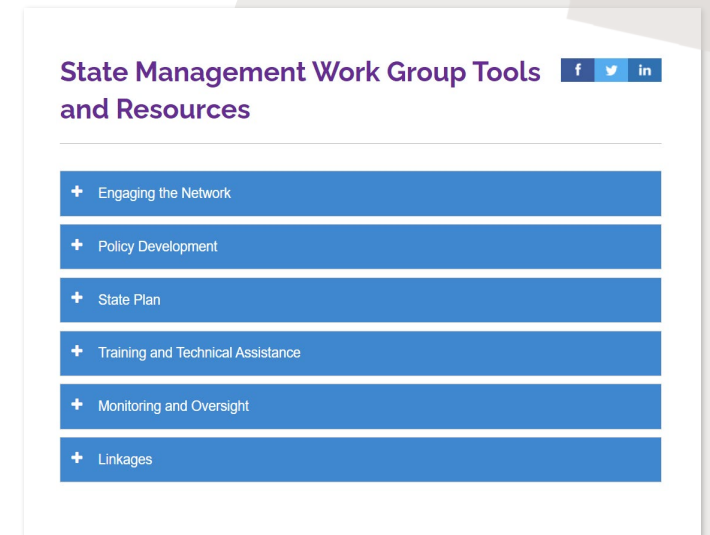 State Management Work Group Tools
and Resources
f in
Engaging the Network
Policy Development
State Plan
Training and Technical Assistance
Monitoring and Oversight
Linkages